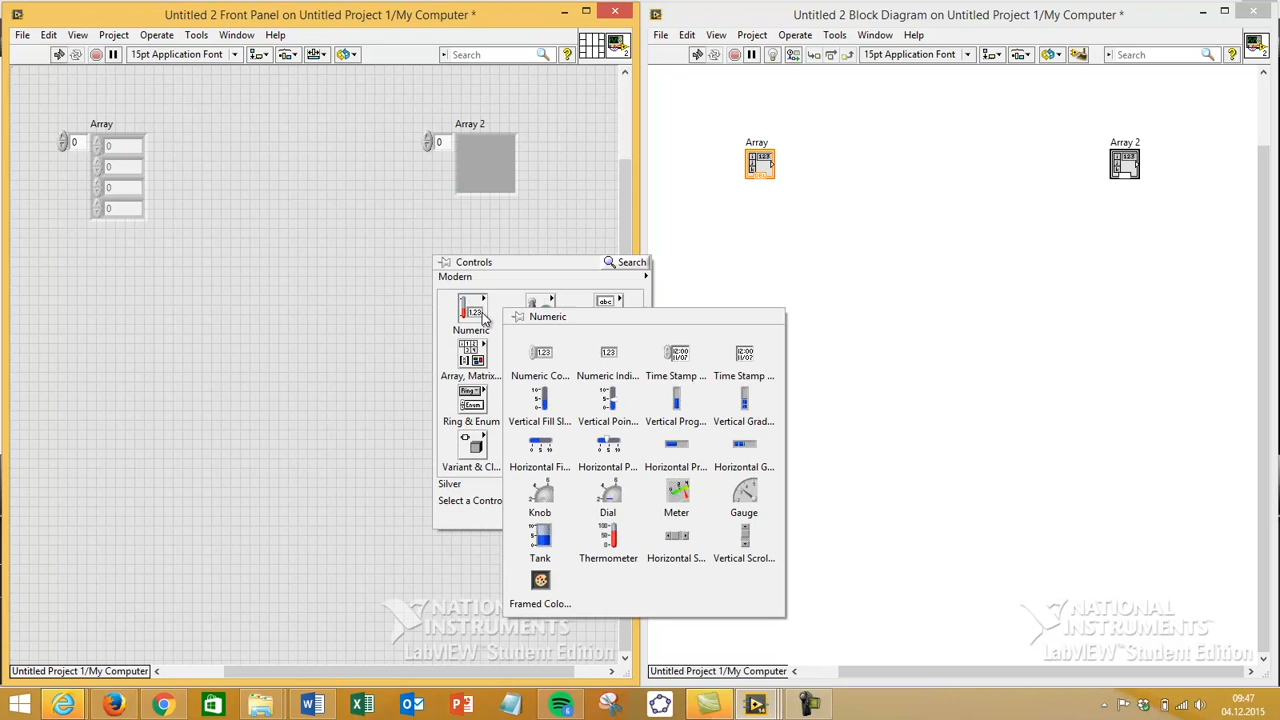 Untitled 2 Front Panel on Untitled Project 1/My Computer *
File Edit View Project Operate Tools Window Help
15pt Application Font
Search
Array
0
0
0
0
0
Array 2
0
Controls
Search
Modern
Numeric
Array, Matrix...
Ring & Enum
Variant & Cl...
Silver
Select a Contro
Numeric
Numeric Co...
Numeric Indi...
Time Stamp ...
Time Stamp ...
Vertical Fill Sl...
Vertical Poin...
Vertical Prog...
Vertical Grad...
Horizontal Fi...
Horizontal P...
Horizontal Pr...
Horizontal G...
Knob
Dial
Meter
Gauge
Tank
Thermometer
Horizontal S...
Vertical Scrol...
Framed Colo...
NATIONAL
INSTRUMENTS
LabVIEW Student Edition
Untitled Project 1/My Computer
Untitled 2 Block Diagram on Untitled Project 1/My Computer *
File Edit View Project Operate Tools Window Help
15pt Application Font
Search
Array
Array 2
NATIONAL
INSTRUMENTS
LabVIEW Student Edition
Untitled Project 1/My Computer
09:47
04.12.2015